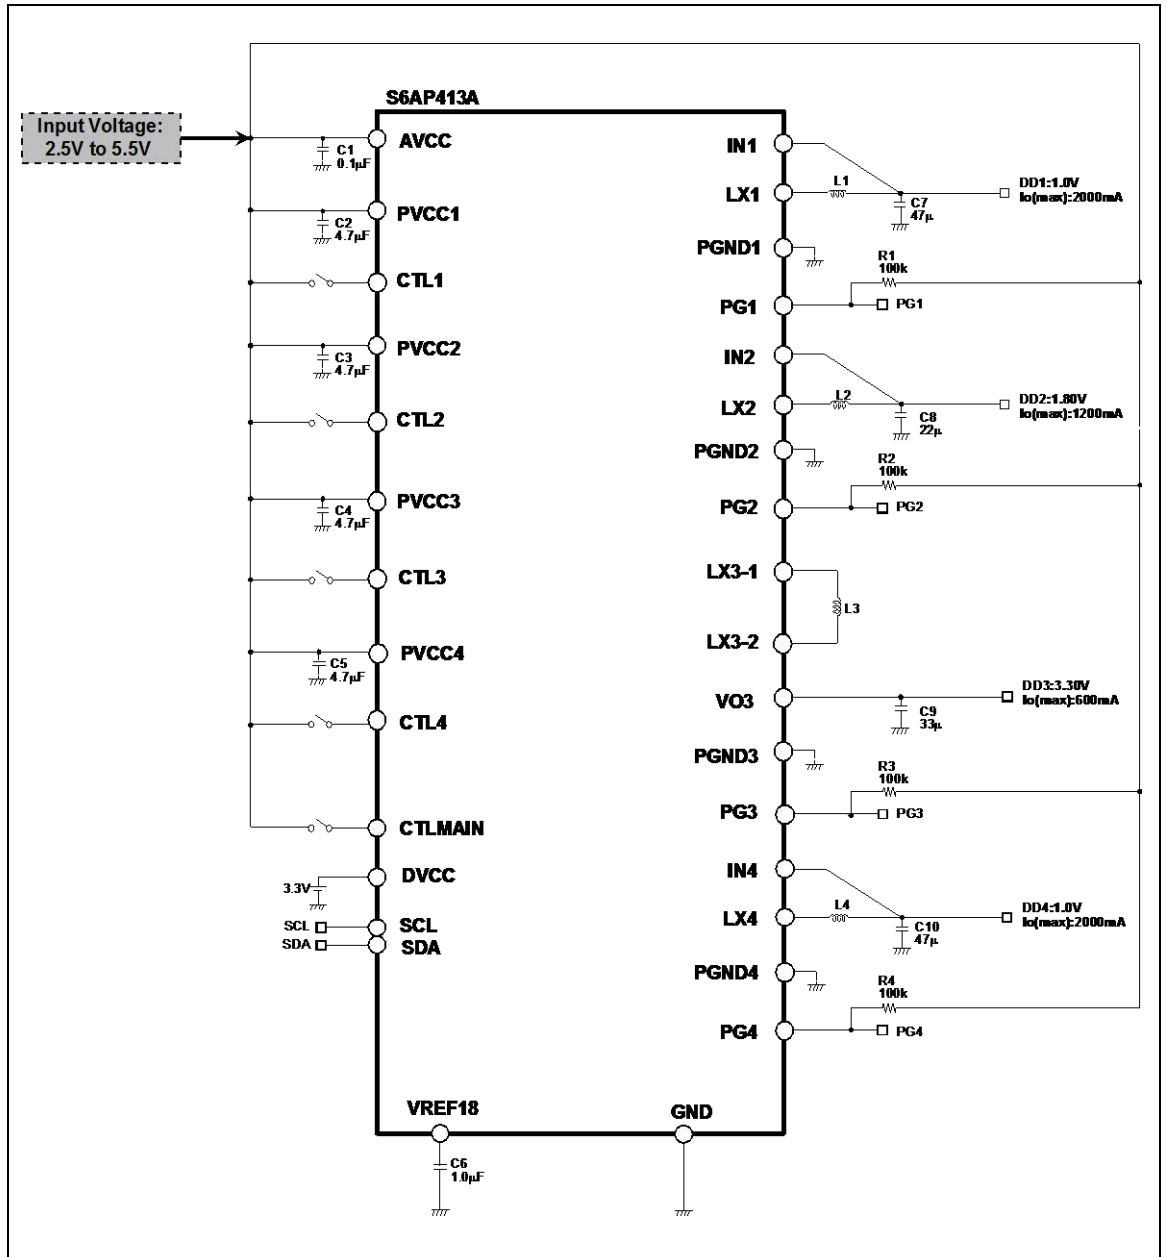 S6AP413A
Input Voltage:
2.5V to 5.5V
AVCC
C1
0.1µF
PVCC1
C2
4.7µF
CTL1
PVCC2
C3
4.7µF
CTL2
PVCC3
C4
4.7µF
CTL3
PVCC4
C5
4.7µF
CTL4
CTLMAIN
DVCC
3.3V
SCL
SCL
SDA
SDA
VREF18
C6
1.0µF
GND
IN1
L1
LX1
C7
47µ
DD1:1.0V
Io(max):2000mA
PGND1
R1
100k
PG1
PG1
IN2
L2
LX2
C8
22µ
DD2:1.80V
Io(max):1200mA
PGND2
R2
100k
PG2
PG2
LX3-1
L3
LX3-2
VO3
C9
33µ
DD3:3.30V
Io(max):600mA
PGND3
R3
100k
PG3
PG3
IN4
L4
LX4
C10
47µ
DD4:1.0V
Io(max):2000mA
PGND4
R4
100k
PG4
PG4